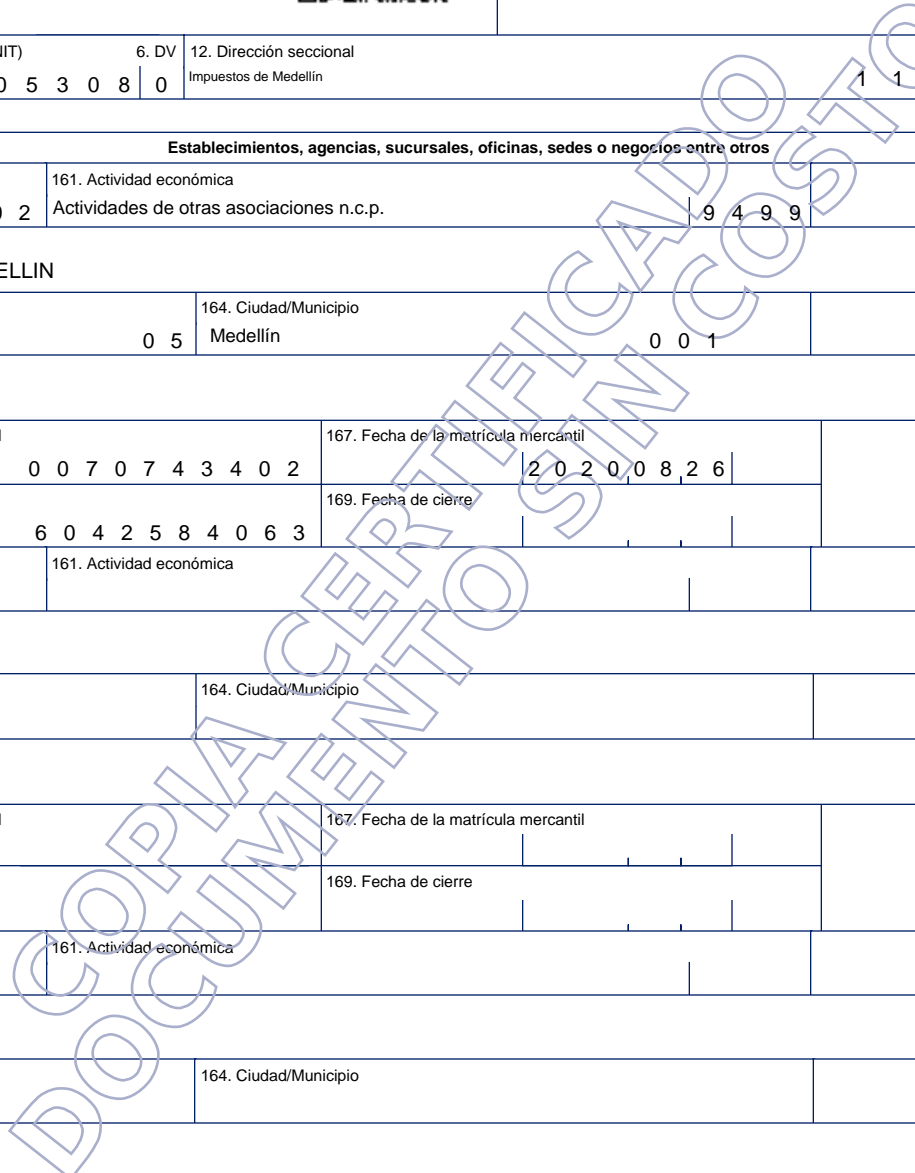 IT) 6. DV 12. Dirección seccional
0 5 3 0 8 0 Impuestos de Medellín 1 1
Establecimientos, agencias, sucursales, oficinas, sedes o negocios entre otros
161. Actividad económica
2 Actividades de otras asociaciones n.c.p. 9 4 9 9
ELLIN
164. Ciudad/Municipio
0 5 Medellín 0 0 1
167. Fecha de la matrícula mercantil
0 0 7 0 7 4 3 4 0 2 2 0 2 0 0 8 2 6
169. Fecha de cierre
6 0 4 2 5 8 4 0 6 3
161. Actividad económica
164. Ciudad/Municipio
167. Fecha de la matrícula mercantil
169. Fecha de cierre
161. Actividad económica
164. Ciudad/Municipio
COPIA CERTIFICADO
DOCUMENTO SIN COSTO